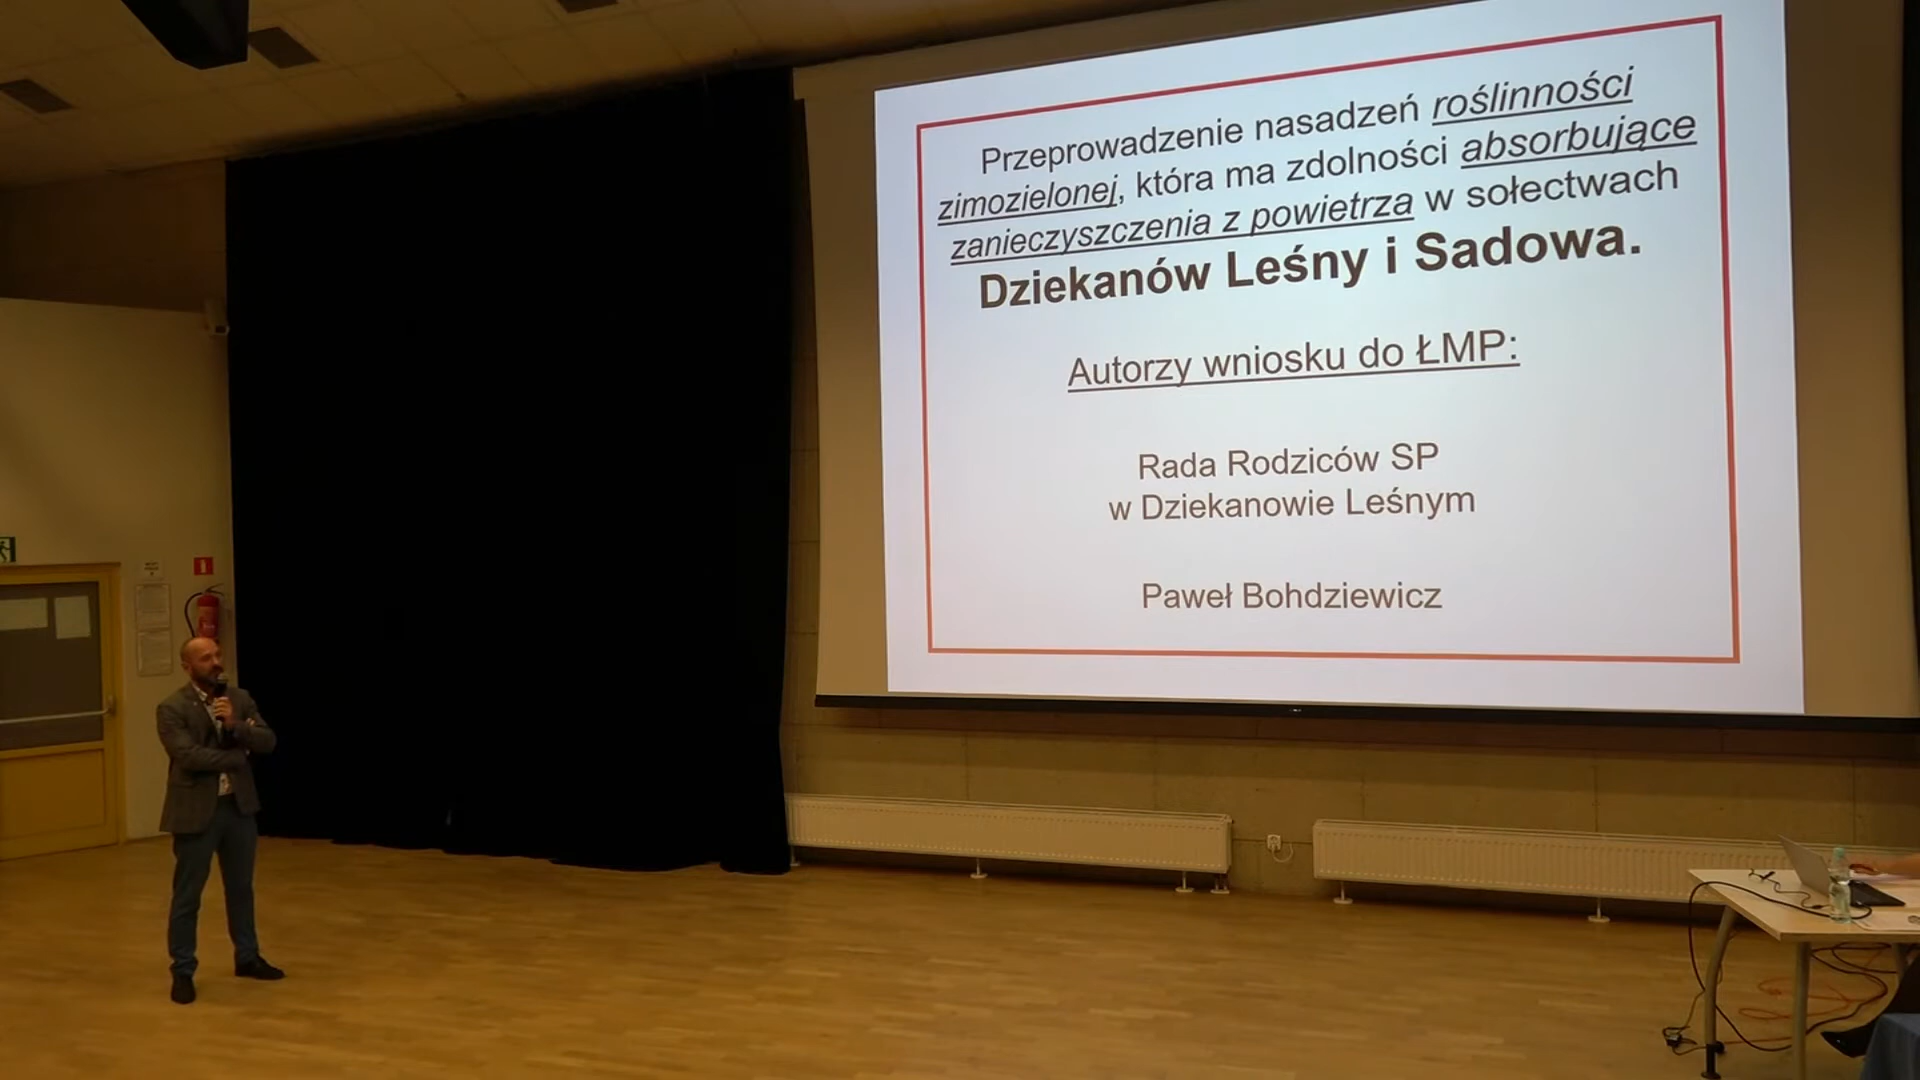 Przeprowadzenie nasadzeń roślinności
zimozielonej, która ma zdolności absorbujące
zanieczyszczenia z powietrza w sołectwach
Dziekanów Leśny i Sadowa.
Autorzy wniosku do ŁMP:
Rada Rodziców SP
w Dziekanowie Leśnym
Paweł Bohdziewicz